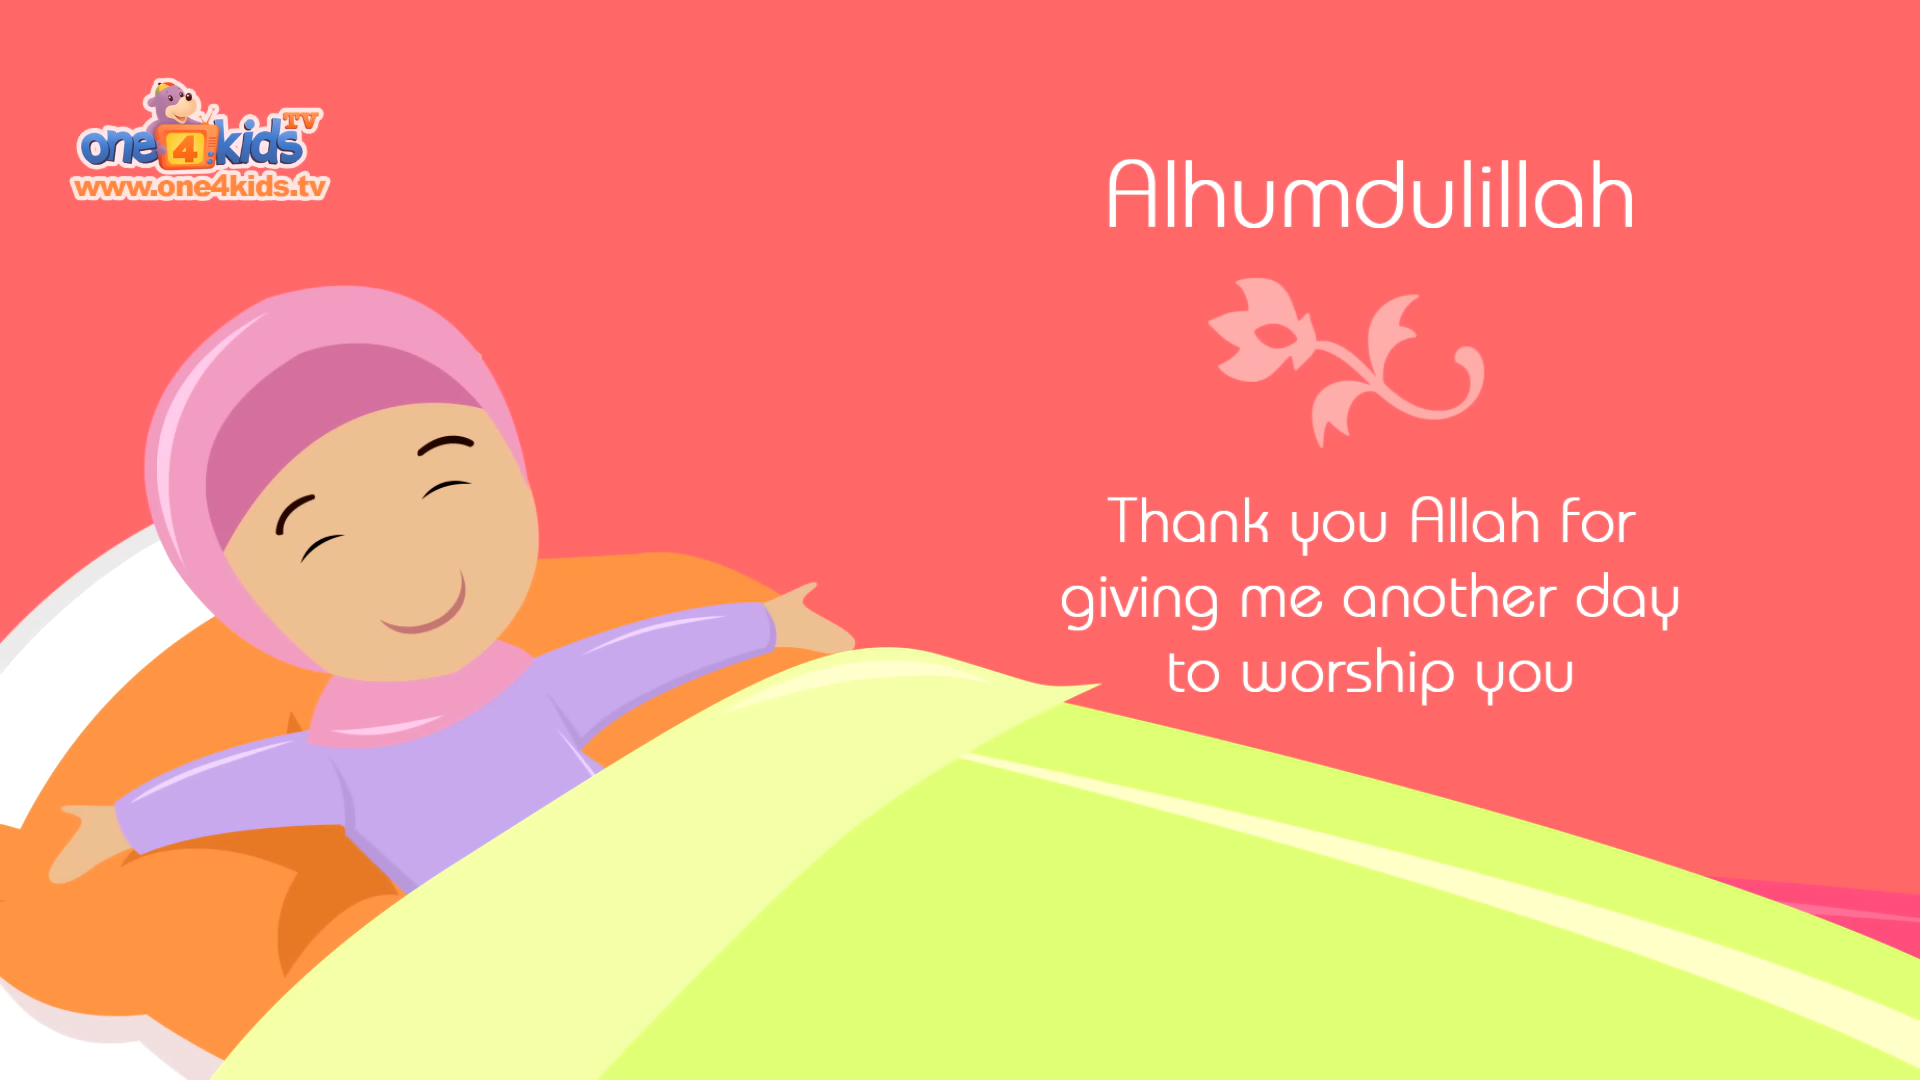 one4kids TV
www.one4kids.tv
Alhumdulillah
Thank you Allah for
giving me another day
to worship you